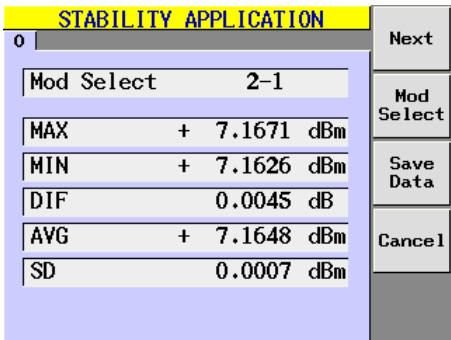 STABILITY APPLICATION
0
Mod Select 2-1
MAX + 7.1671 dBm
MIN + 7.1626 dBm
DIF 0.0045 dB
AVG + 7.1648 dBm
SD 0.0007 dBm
Next
Mod
Select
Save
Data
Cancel